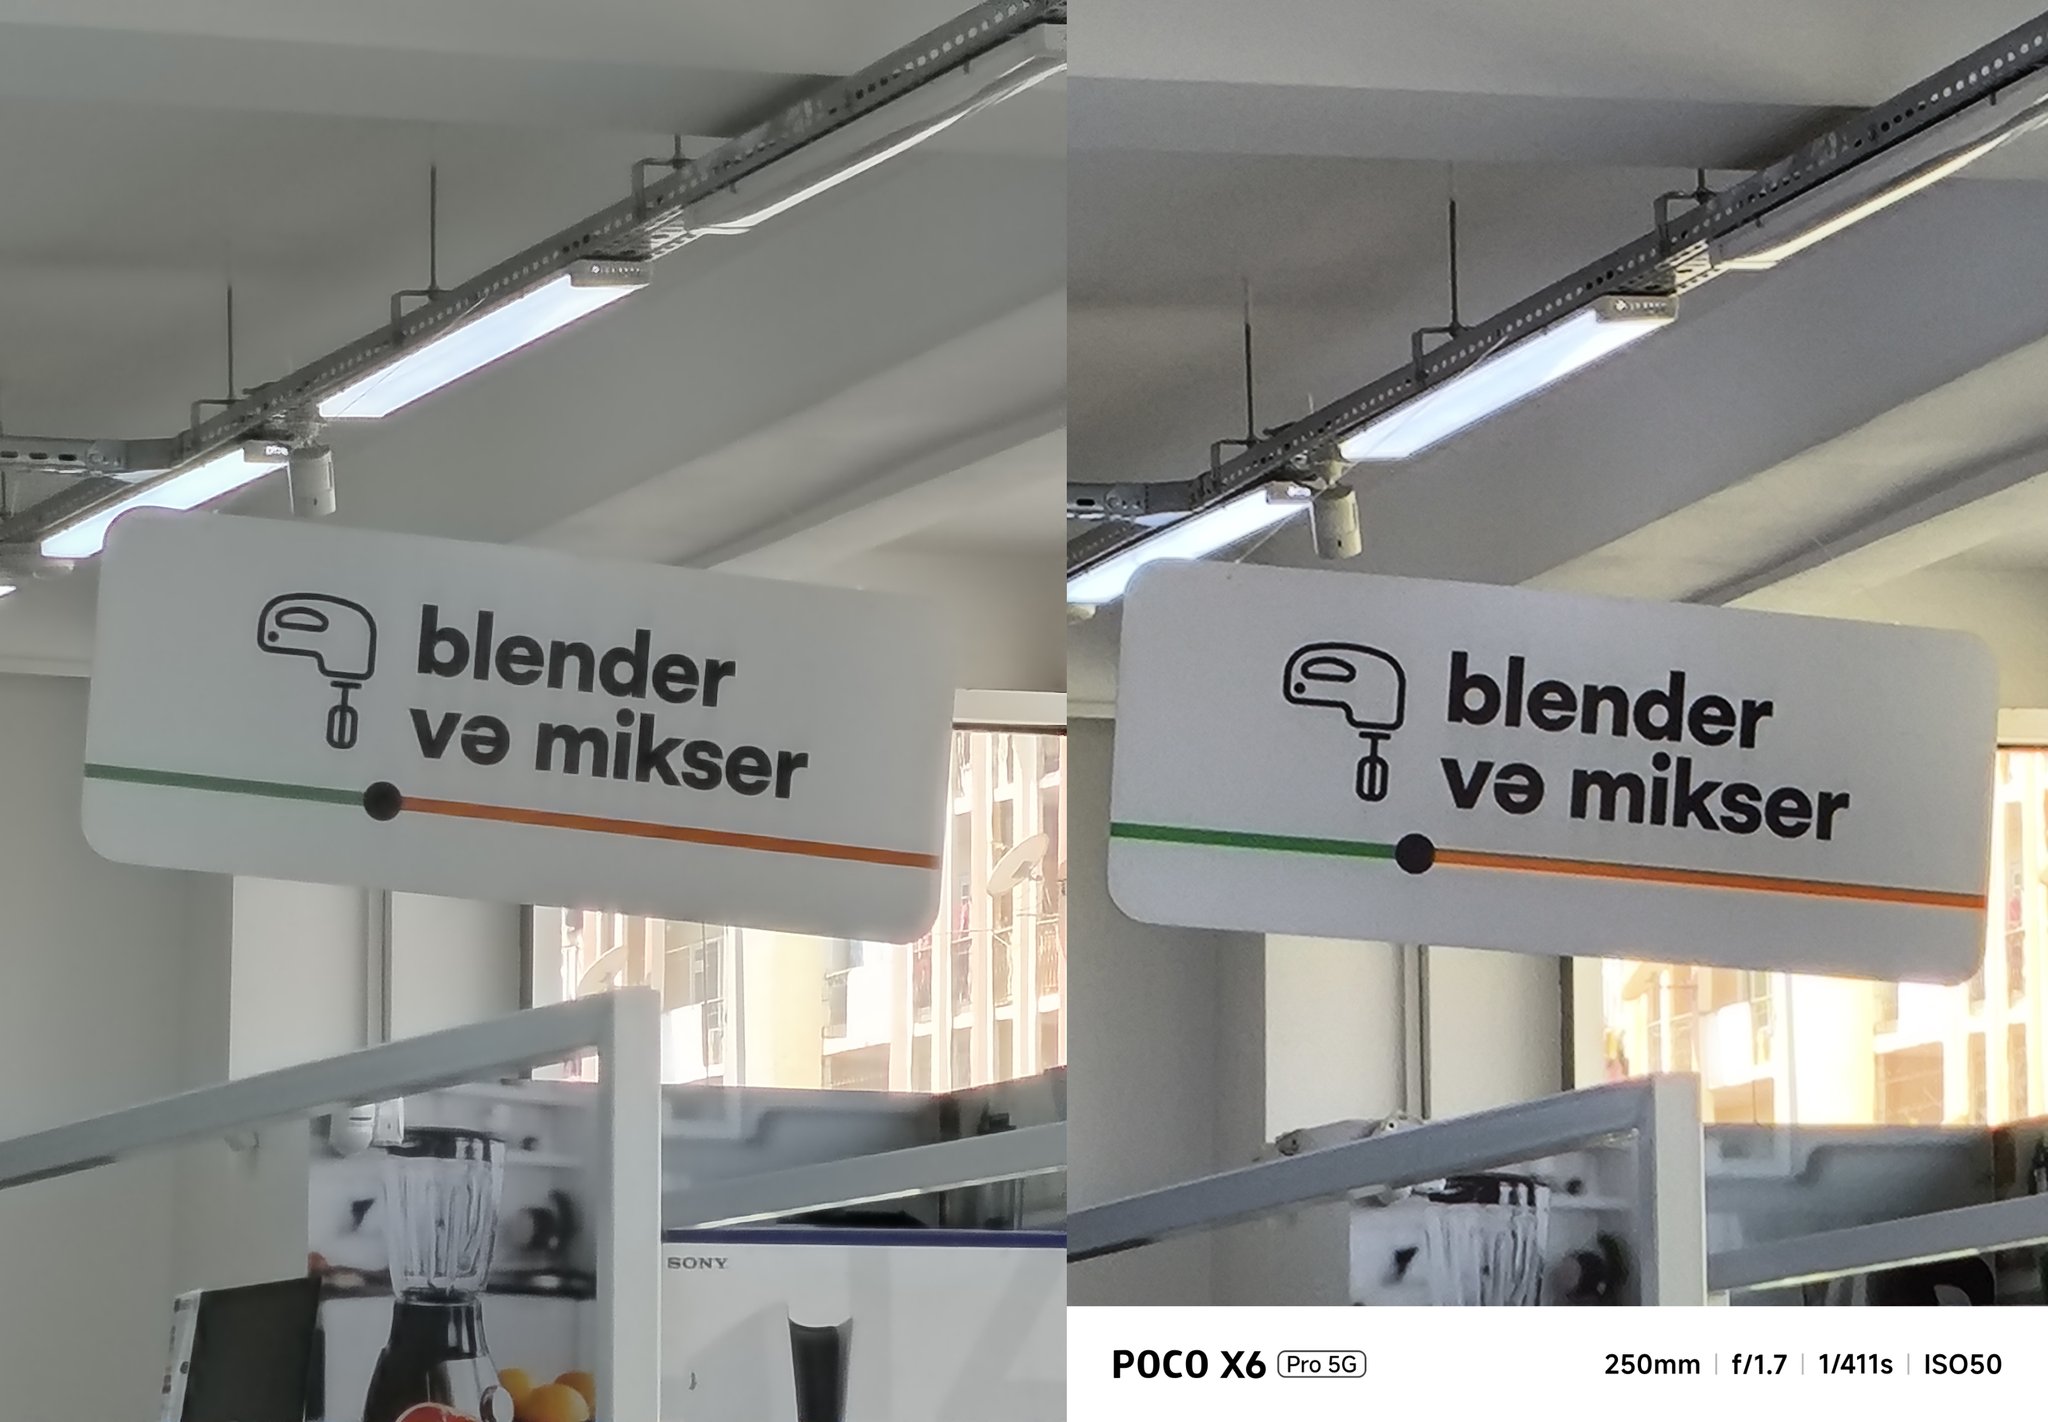 blender
və mikser
SONY
blender
və mikser
POCO X6 Pro 5G
250mm | f/1.7 | 1/411s | ISO50